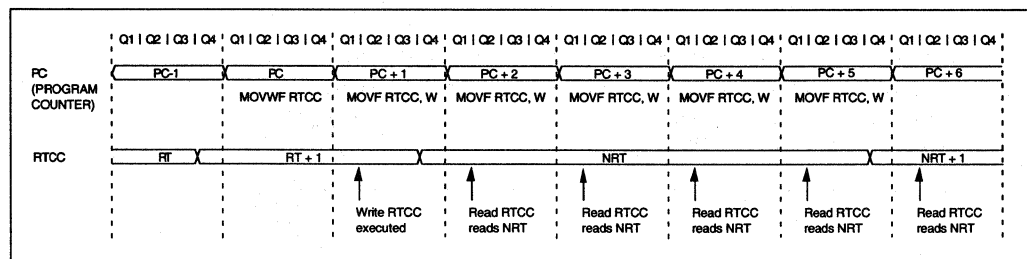 Q1 | Q2 | Q3 | Q4 Q1 | Q2 | Q3 | Q4 Q1 | Q2 | Q3 | Q4 Q1 | Q2 | Q3 | Q4 Q1 | Q2 | Q3 | Q4 Q1 | Q2 | Q3 | Q4 Q1 | Q2 | Q3 | Q4 Q1 | Q2 | Q3 | Q4
PC PC-1 PC PC + 1 PC + 2 PC + 3 PC + 4 PC + 5 PC + 6
(PROGRAM
COUNTER) MOVWF RTCC MOVF RTCC, W MOVF RTCC, W MOVF RTCC, W MOVF RTCC, W MOVF RTCC, W
RTCC RT RT + 1 NRT NRT + 1
Write RTCC Read RTCC Read RTCC Read RTCC Read RTCC Read RTCC
executed reads NRT reads NRT reads NRT reads NRT reads NRT